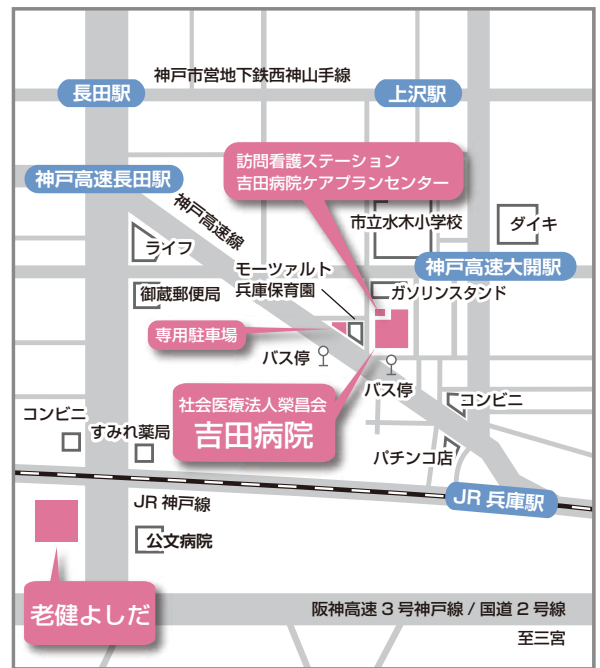 神戸市営地下鉄西神山手線
長田駅
上沢駅
訪問看護ステーション
吉田病院ケアプランセンター
神戸高速長田駅
神戸高速線
市立水木小学校
ダイキ
ライフ
モーツァルト
兵庫保育園
神戸高速大開駅
御蔵郵便局
ガソリンスタンド
専用駐車場
バス停
バス停
社会医療法人榮昌会
吉田病院
コンビニ
コンビニ
すみれ薬局
パチンコ店
JR 神戸線
JR 兵庫駅
公文病院
老健よしだ
阪神高速 3 号神戸線 / 国道 2 号線
至三宮